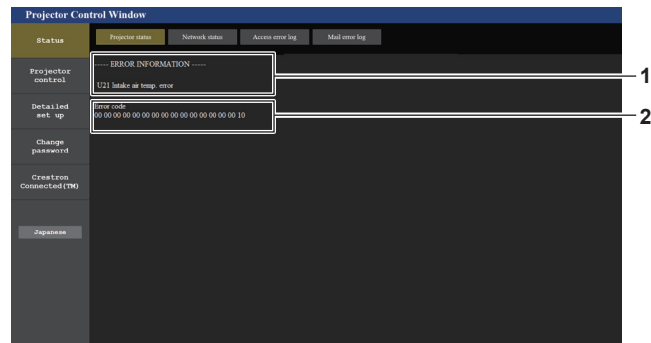 Projector Control Window
Status
Projector status Network status Access error log Mail error log
----- ERROR INFORMATION -----
U21 Intake air temp. error
1
Projector
control
Error code
00 00 00 00 00 00 00 00 00 00 00 00 00 00 00 10
2
Detailed
set up
Change
password
Crestron
Connected(TM)
Japanese